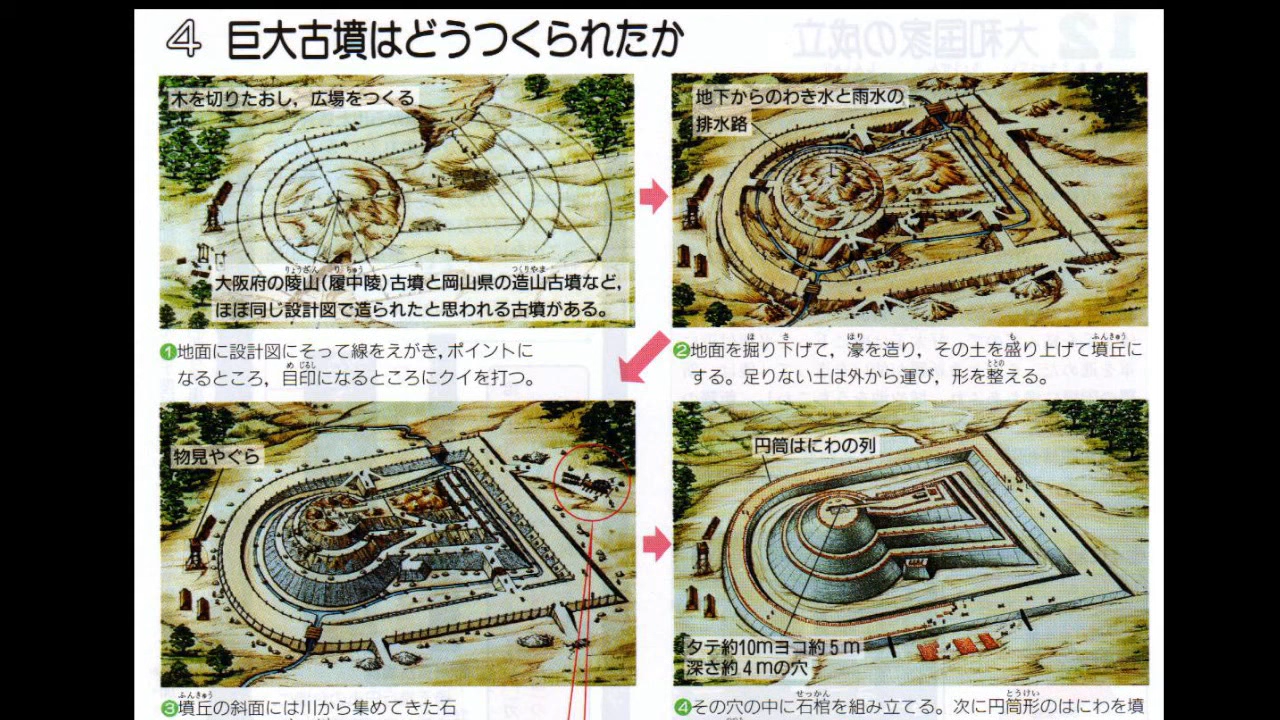 4 巨大古墳はどうつくられたか
木を切りたおし，広場をつくる
大阪府の陵山(履中陵)古墳と岡山県の造山古墳など，
ほぼ同じ設計図で造られたと思われる古墳がある。
❶地面に設計図にそって線をえがき，ポイントに
なるところ，目印になるところにクイを打つ。
地下からのわき水と雨水の
排水路
❷地面を掘り下げて，濠を造り，その土を盛り上げて墳丘に
する。足りない土は外から運び，形を整える。
物見やぐら
❸墳丘の斜面には川から集めてきた石
円筒はにわの列
タテ約10mヨコ約5m
深さ約4mの穴
❹その穴の中に石棺を組み立てる。次に円筒形のはにわを墳